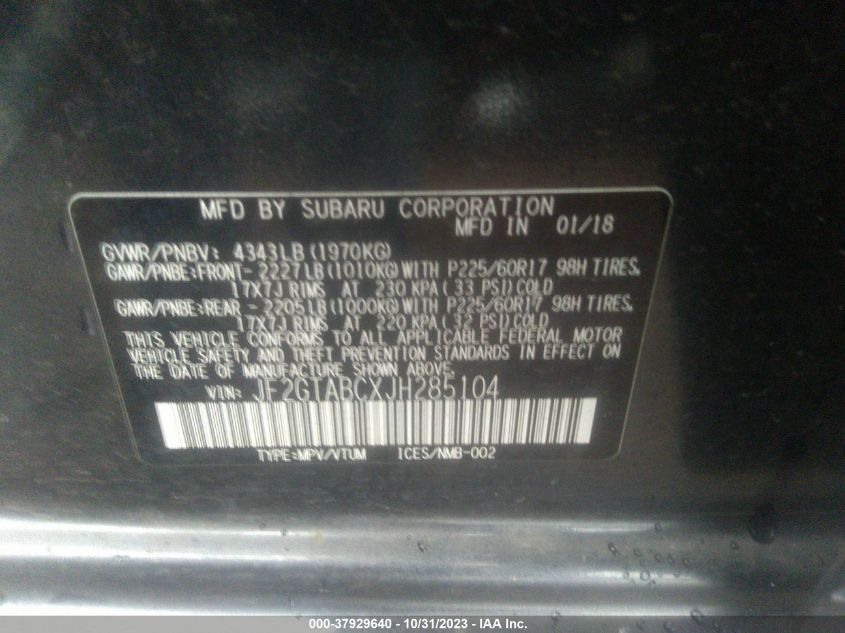 MFD BY SUBARU CORPORATION
MFD IN 01/18
GVWR/PNBV: 4343LB(1970KG)
GAWR/PNBE:FRONT-2227LB(1010KG)WITH P225/60R17 98H TIRES,
17X7J RIMS AT 230 KPA(33 PSI)COLD
GAWR/PNBE:REAR -2205LB(1000KG)WITH P225/60R17 98H TIRES,
17X7J RIMS AT 220 KPA(32 PSI)COLD
THIS VEHICLE CONFORMS TO ALL APPLICABLE FEDERAL MOTOR
VEHICLE SAFETY AND THEFT PREVENTION STANDARDS IN EFFECT ON
THE DATE OF MANUFACTURE SHOWN ABOVE.
VIN: JF2GTABCXJH285104
TYPE:MPV/VTUM ICES/NMB-002
000-37929640 - 10/31/2023 - IAA Inc.